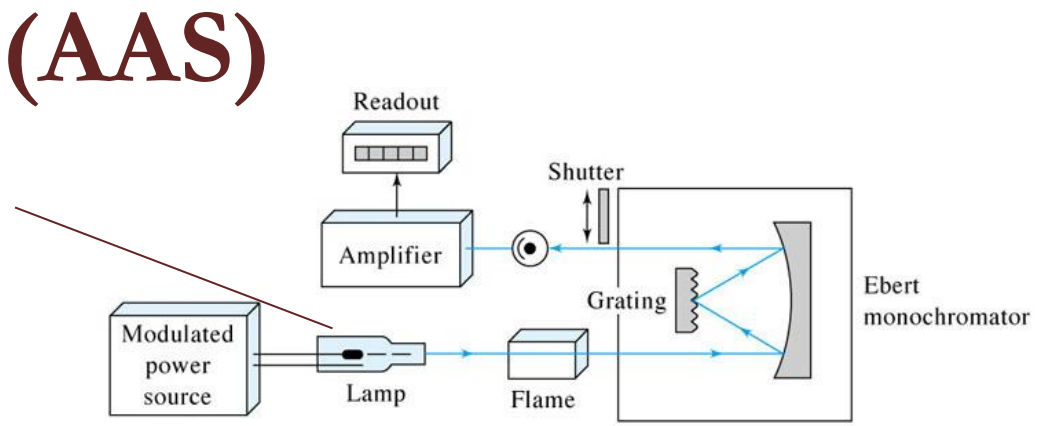 (AAS)
Readout
Shutter
Amplifier
Grating
Ebert
monochromator
Modulated
power
source
Lamp
Flame